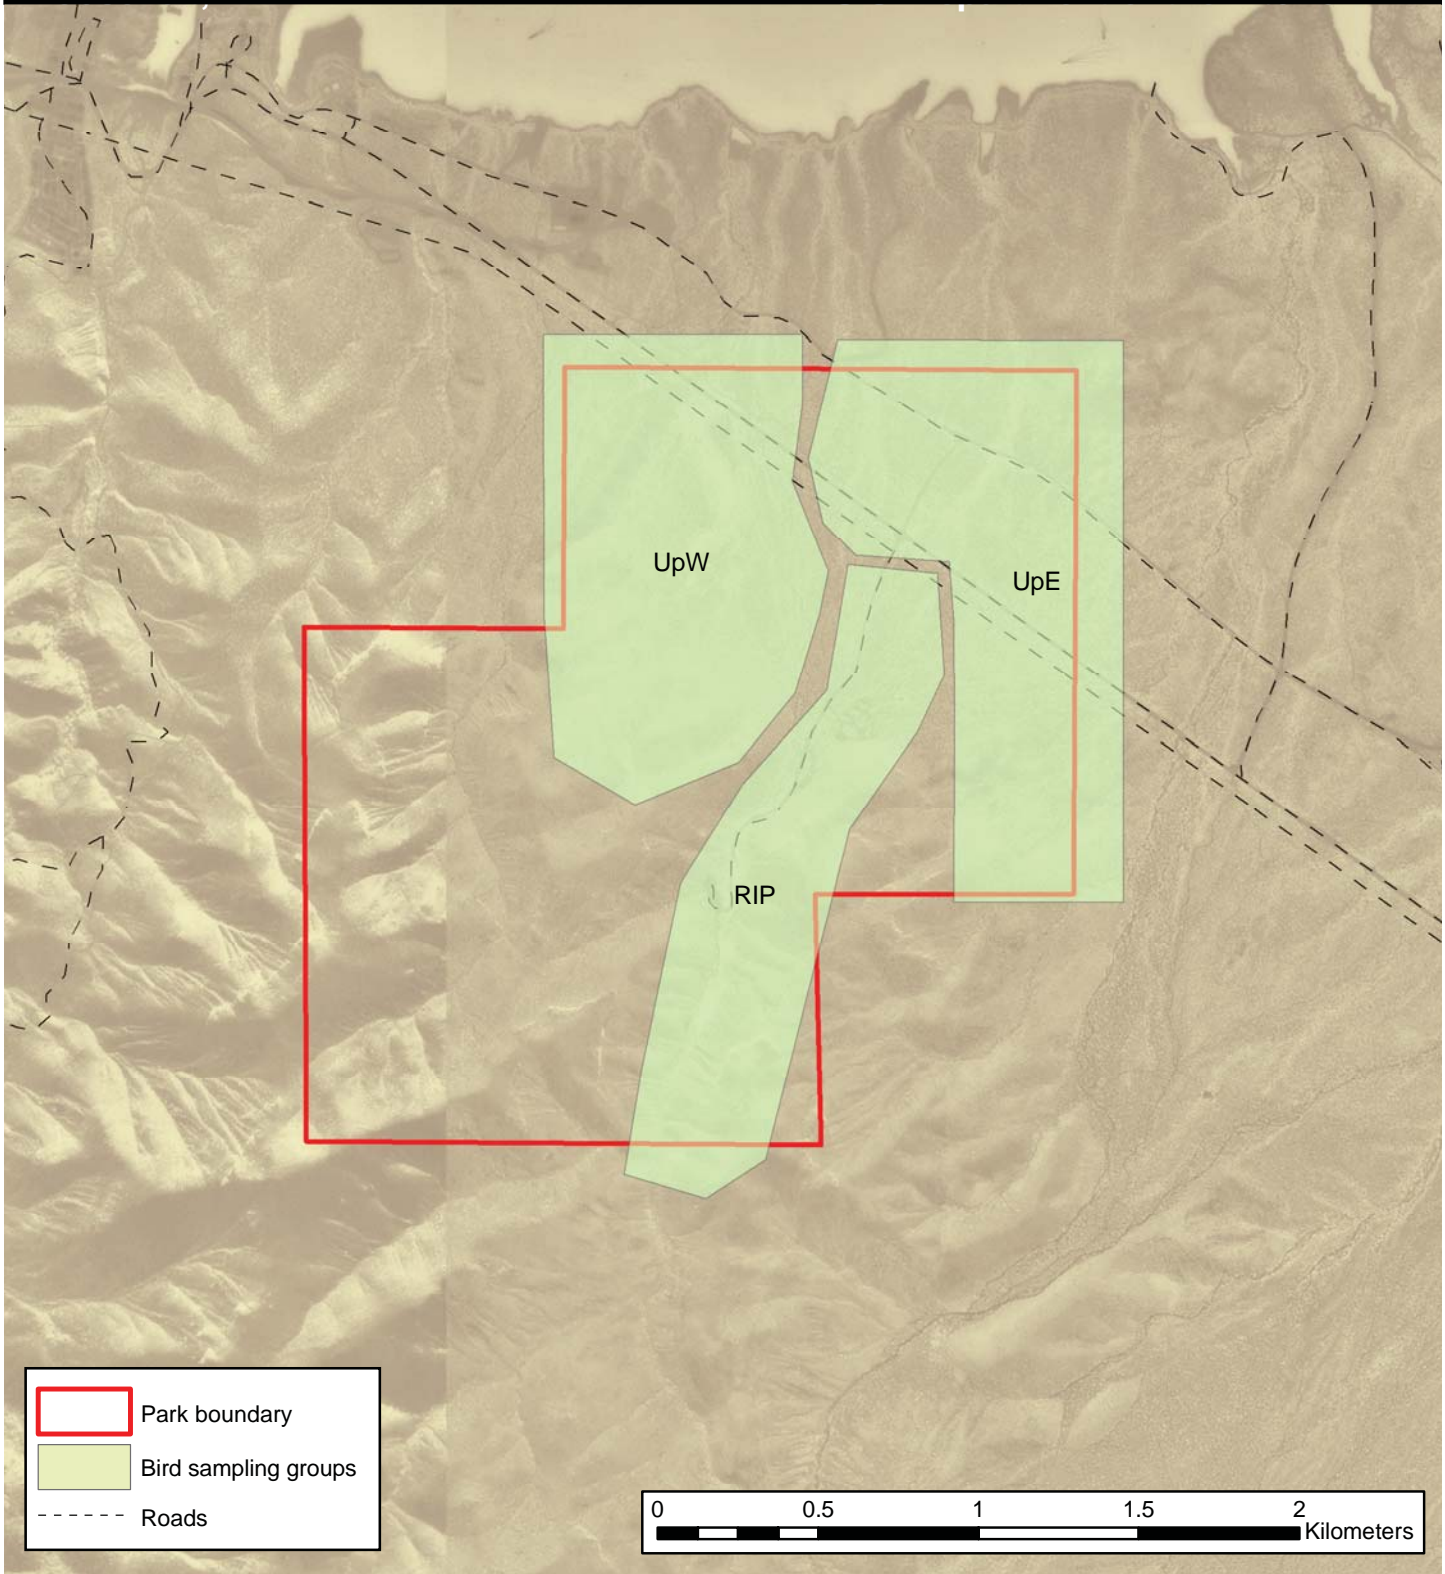 UpW
UpE
RIP
Park boundary
Bird sampling groups
Roads
0 0.5 1 1.5 2
Kilometers